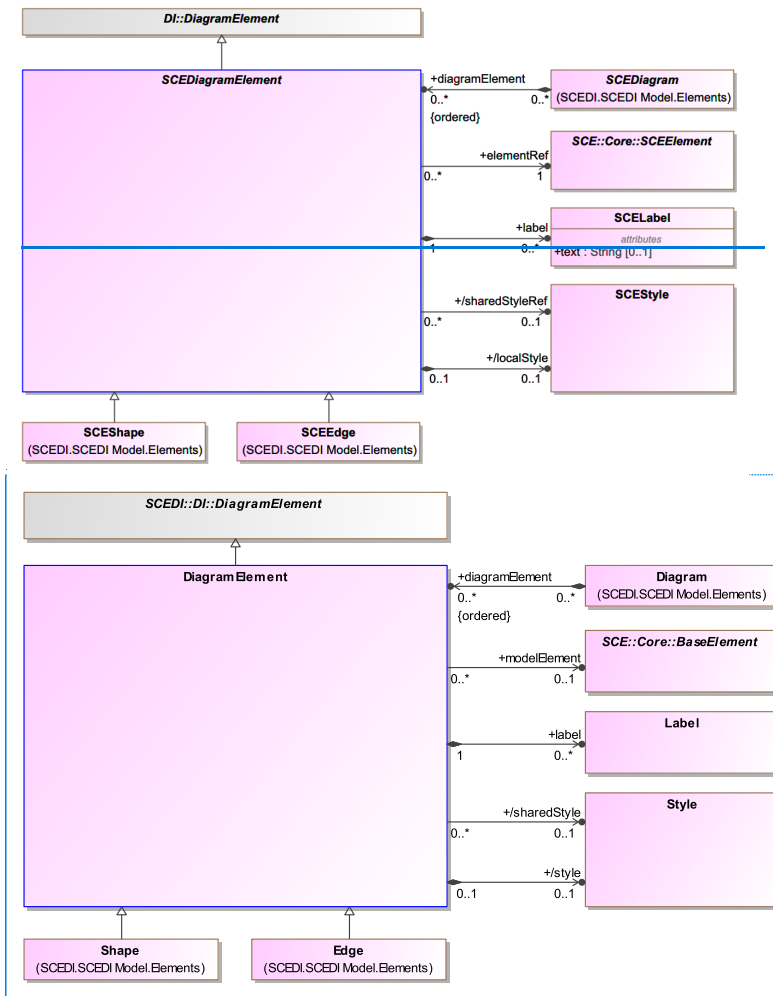 DI::DiagramElement
SCEDiagramElement
+diagramElement
0..*
0..*
{ordered}
SCEDiagram
(SCEDI.SCEDI Model.Elements)
+elementRef
0..*
1
SCE::Core::SCEElement
+label
1
0..*
SCELabel
attributes
+text : String [0..1]
+/sharedStyleRef
0..*
0..1
SCEStyle
+/localStyle
0..1
0..1
SCEShape
(SCEDI.SCEDI Model.Elements)
SCEEdge
(SCEDI.SCEDI Model.Elements)
SCEDI::DI::DiagramElement
DiagramElement
+diagramElement
0..*
0..*
{ordered}
Diagram
(SCEDI.SCEDI Model.Elements)
+modelElement
0..*
0..1
SCE::Core::BaseElement
+label
1
0..*
Label
+/sharedStyle
0..*
0..1
Style
+/style
0..1
0..1
Shape
(SCEDI.SCEDI Model.Elements)
Edge
(SCEDI.SCEDI Model.Elements)